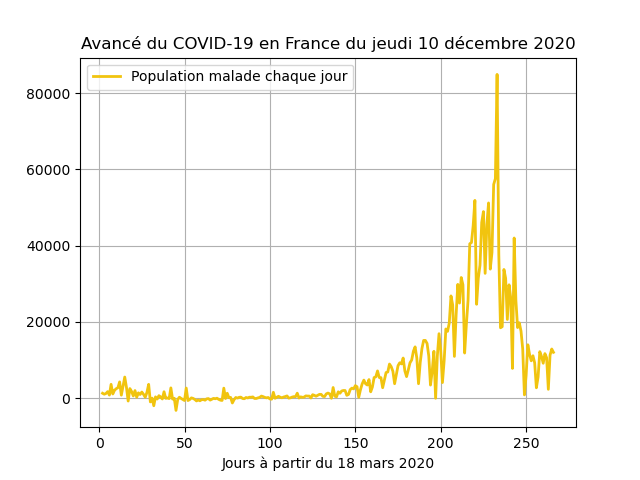 Avancé du COVID-19 en France du jeudi 10 décembre 2020
Population malade chaque jour
80000
60000
40000
20000
0
0 50 100 150 200 250
Jours à partir du 18 mars 2020